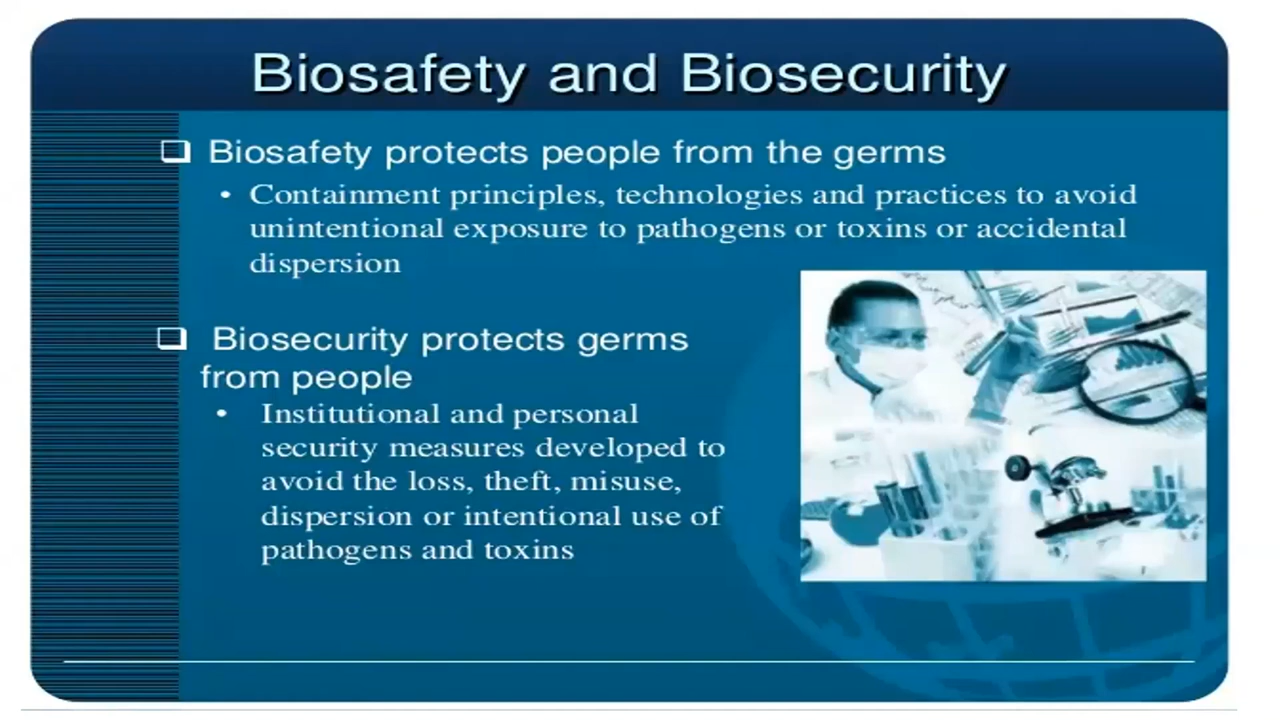 Biosafety and Biosecurity
❑ Biosafety protects people from the germs
• Containment principles, technologies and practices to avoid
unintentional exposure to pathogens or toxins or accidental
dispersion
❑ Biosecurity protects germs
from people
• Institutional and personal
security measures developed to
avoid the loss, theft, misuse,
dispersion or intentional use of
pathogens and toxins